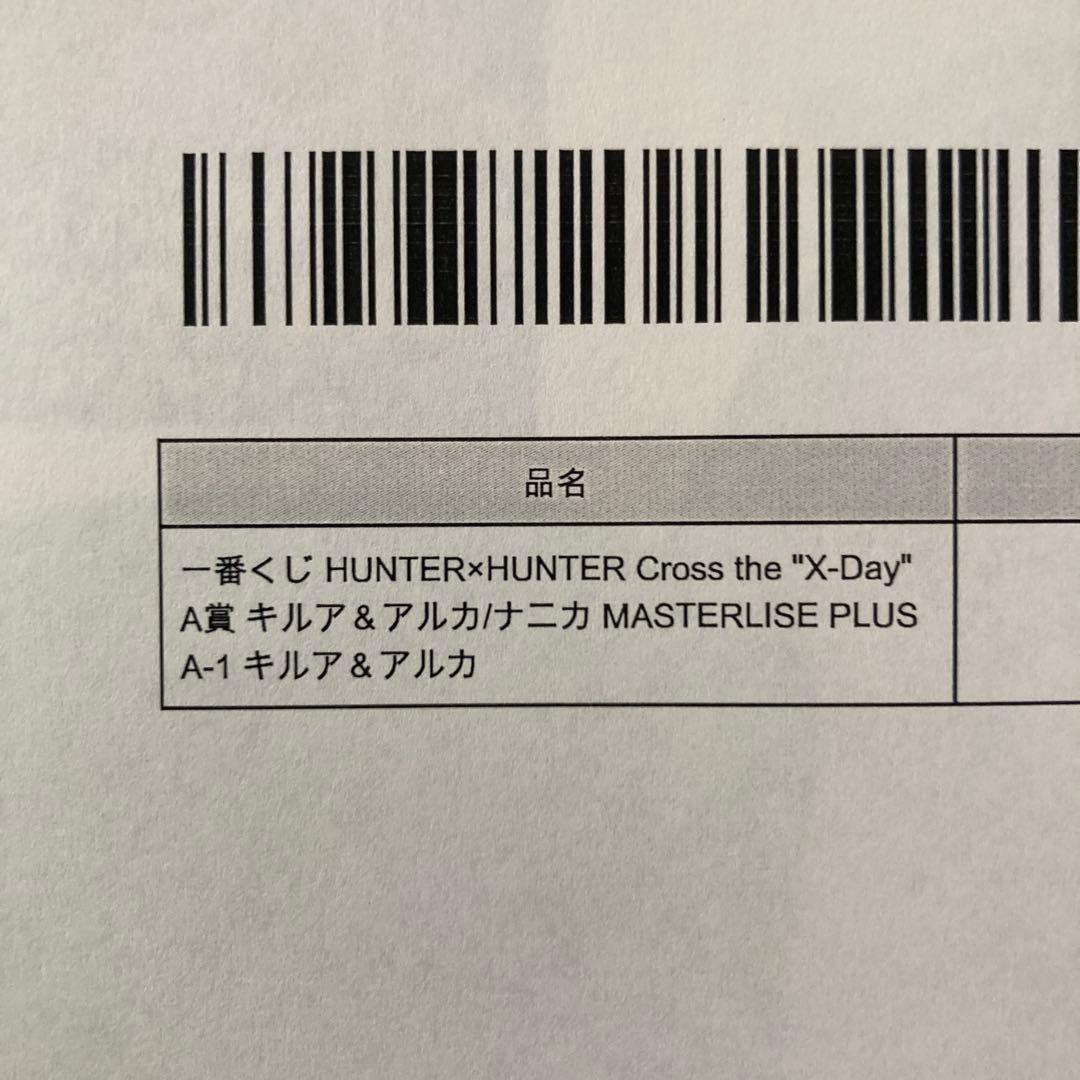 品名
一番くじ HUNTER×HUNTER Cross the "X-Day"
A賞 キルア＆アルカ/ナニカ MASTERLISE PLUS
A-1 キルア＆アルカ